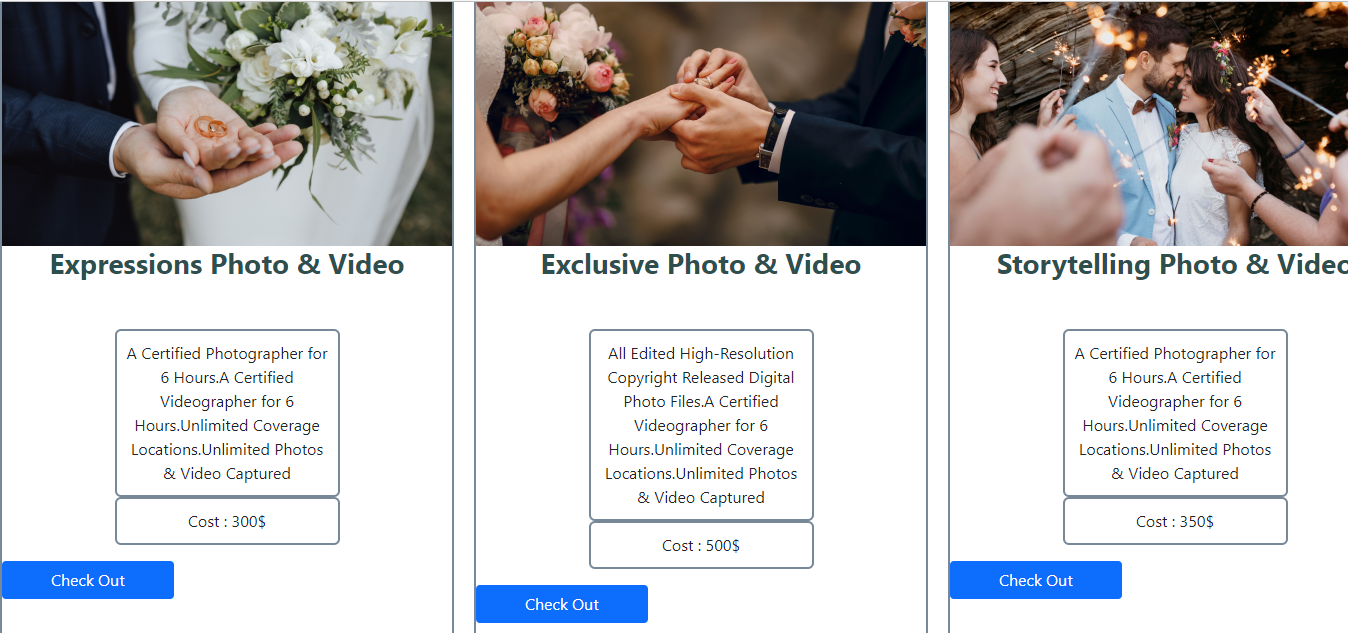 Expressions Photo & Video
A Certified Photographer for
6 Hours.A Certified
Videographer for 6
Hours.Unlimited Coverage
Locations.Unlimited Photos
& Video Captured
Cost : 300$
Check Out
Exclusive Photo & Video
All Edited High-Resolution
Copyright Released Digital
Photo Files.A Certified
Videographer for 6
Hours.Unlimited Coverage
Locations.Unlimited Photos
& Video Captured
Cost : 500$
Check Out
Storytelling Photo & Video
A Certified Photographer for
6 Hours.A Certified
Videographer for 6
Hours.Unlimited Coverage
Locations.Unlimited Photos
& Video Captured
Cost : 350$
Check Out